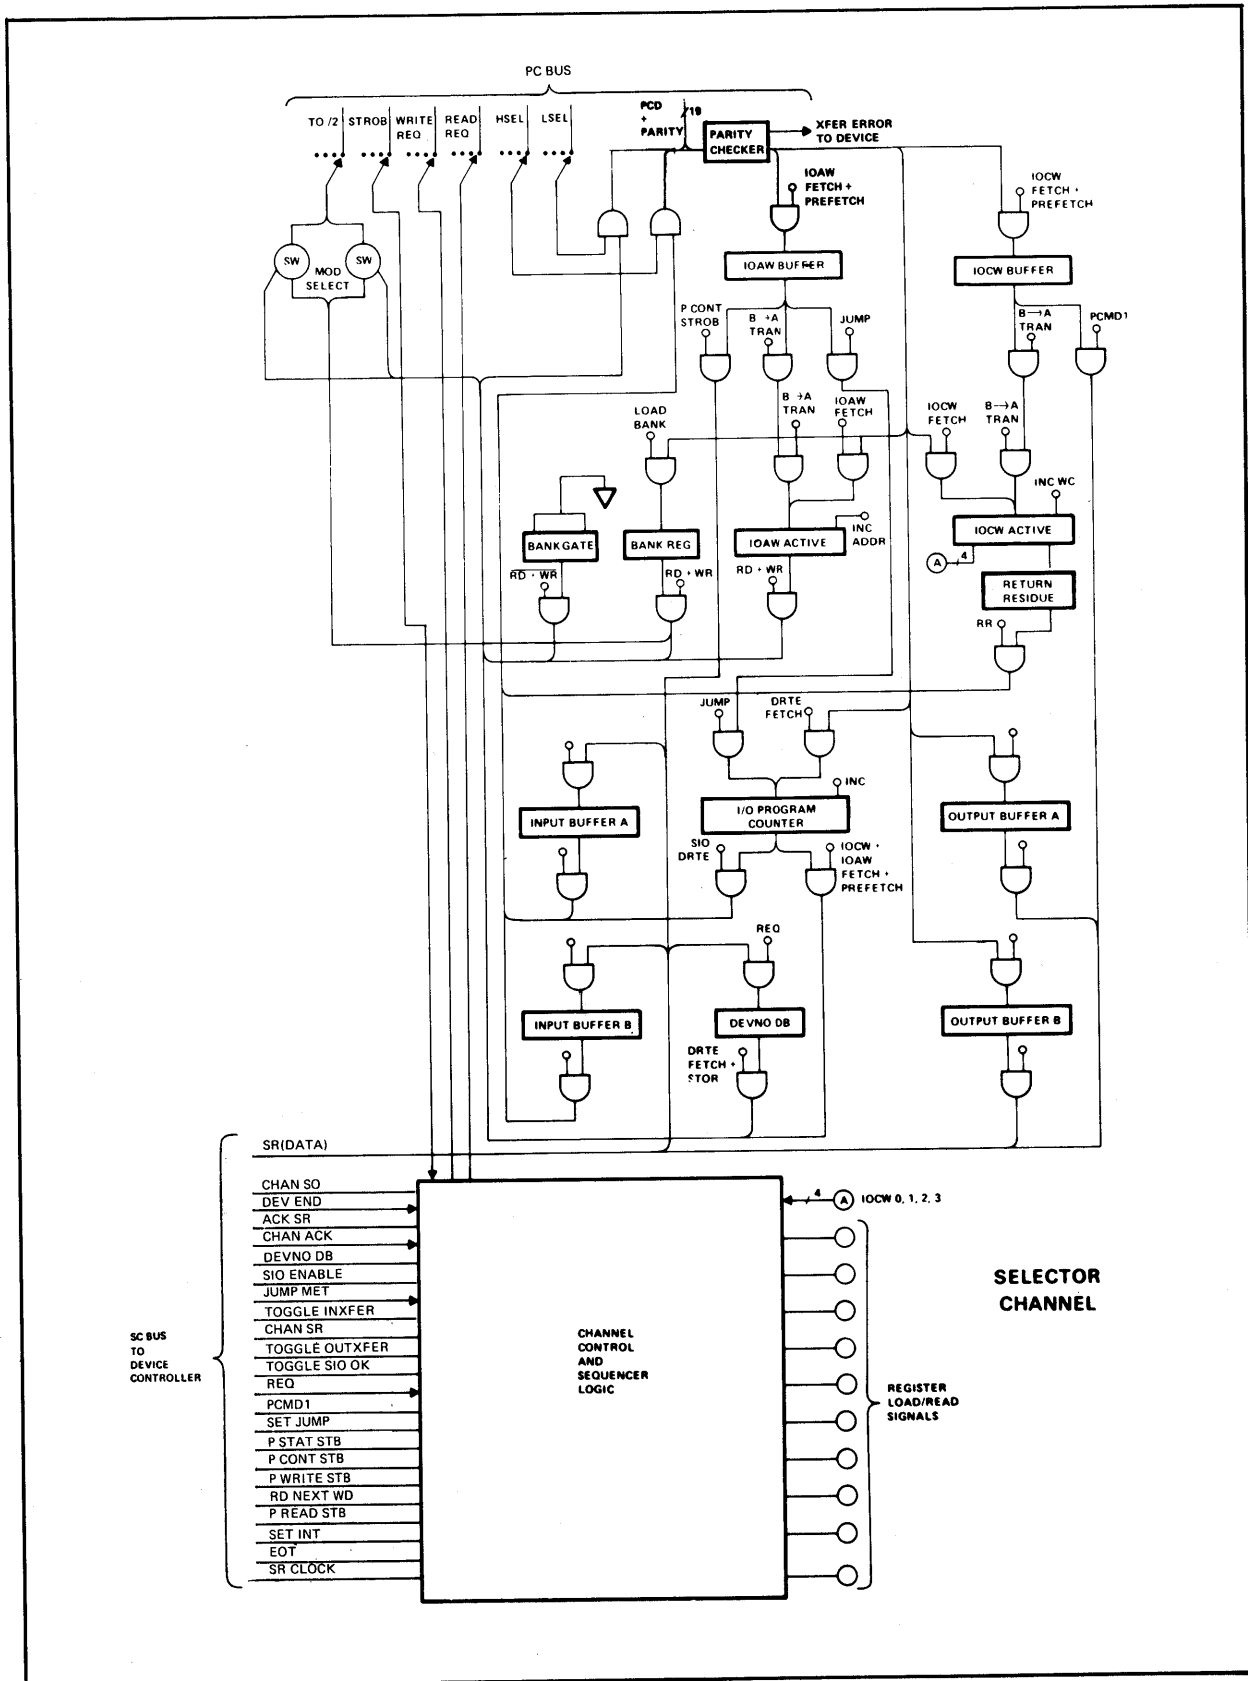 PC BUS
TO /2
STROB
WRITE
REQ
READ
REQ
HSEL
LSEL
PCD
+
PARITY
19
PARITY
CHECKER
XFER ERROR
TO DEVICE
IOAW
FETCH +
PREFETCH
IOCW
FETCH +
PREFETCH
SW
SW
MOD
SELECT
IOAW BUFFER
IOCW BUFFER
P CONT
STROB
B →A
TRAN
JUMP
B→A
TRAN
PCMD1
LOAD
BANK
B →A
TRAN
IOAW
FETCH
IOCW
FETCH
B→A
TRAN
INC WC
BANK GATE
BANK REG
IOAW ACTIVE
INC
ADDR
IOCW ACTIVE
A
4
RD + WR
RD + WR
RD + WR
RETURN
RESIDUE
RR
JUMP
DRTE
FETCH
INC
INPUT BUFFER A
I/O PROGRAM
COUNTER
OUTPUT BUFFER A
SIO
DRTE
IOCW +
IOAW
FETCH +
PREFETCH
REQ
INPUT BUFFER B
DEVNO DB
OUTPUT BUFFER B
DRTE
FETCH +
STOR
SR(DATA)
CHAN SO
DEV END
ACK SR
CHAN ACK
DEVNO DB
SIO ENABLE
JUMP MET
TOGGLE INXFER
CHAN SR
TOGGLE OUTXFER
TOGGLE SIO OK
REQ
PCMD1
SET JUMP
P STAT STB
P CONT STB
P WRITE STB
RD NEXT WD
P READ STB
SET INT
EOT
SR CLOCK
SC BUS
TO
DEVICE
CONTROLLER
CHANNEL
CONTROL
AND
SEQUENCER
LOGIC
4
A
IOCW 0, 1, 2, 3
SELECTOR
CHANNEL
REGISTER
LOAD/READ
SIGNALS